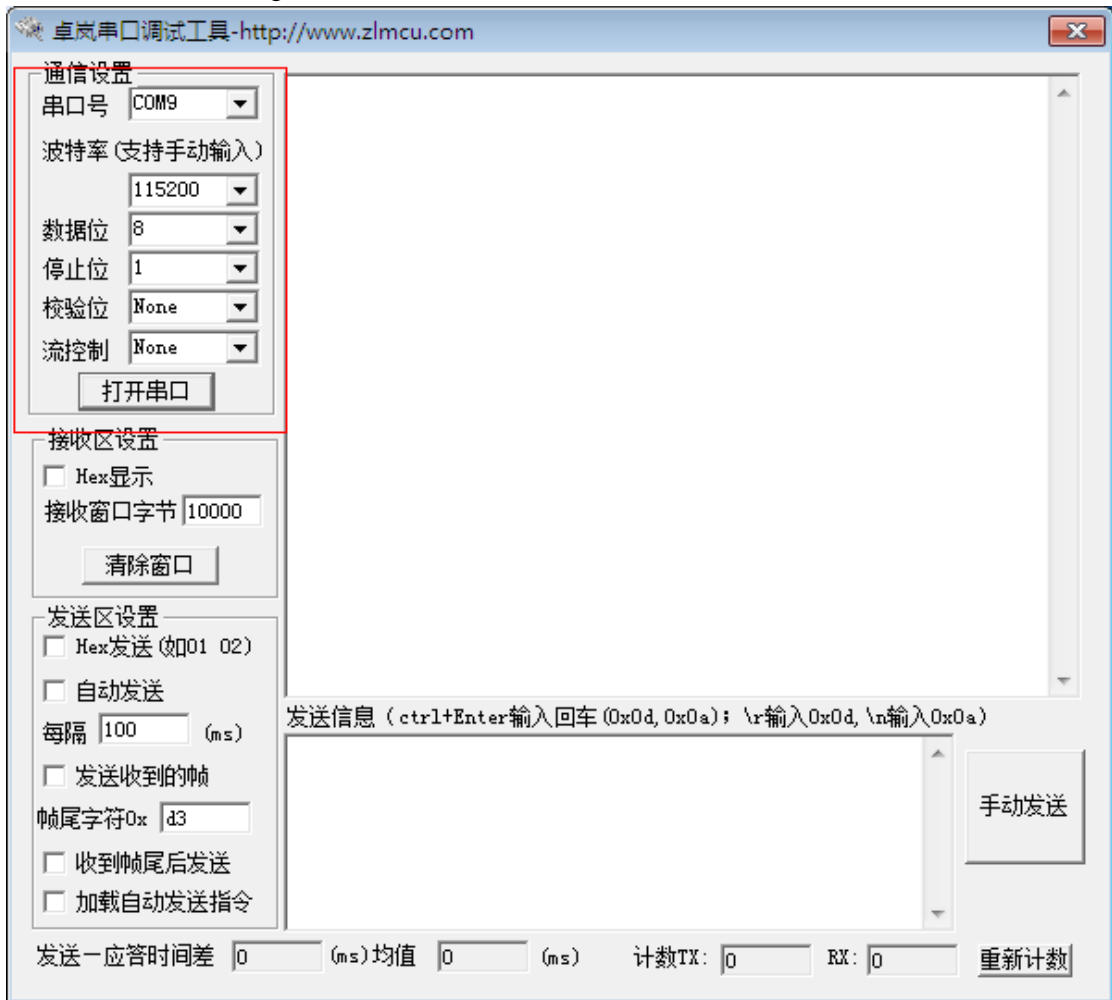 卓岚串口调试工具-http://www.zlmcu.com
通信设置
串口号 COM9
波特率(支持手动输入)
115200
数据位 8
停止位 1
校验位 None
流控制 None
打开串口
接收区设置
Hex显示
接收窗口字节 10000
清除窗口
发送区设置
Hex发送(如01 02)
自动发送
每隔 100 (ms)
发送收到的帧
帧尾字符0x d3
收到帧尾后发送
加载自动发送指令
发送信息（ctrl+Enter输入回车(0x0d,0x0a)；\r输入0x0d,\n输入0x0a）
手动发送
发送一应答时间差 0 (ms)均值 0 (ms) 计数TX: 0 RX: 0 重新计数